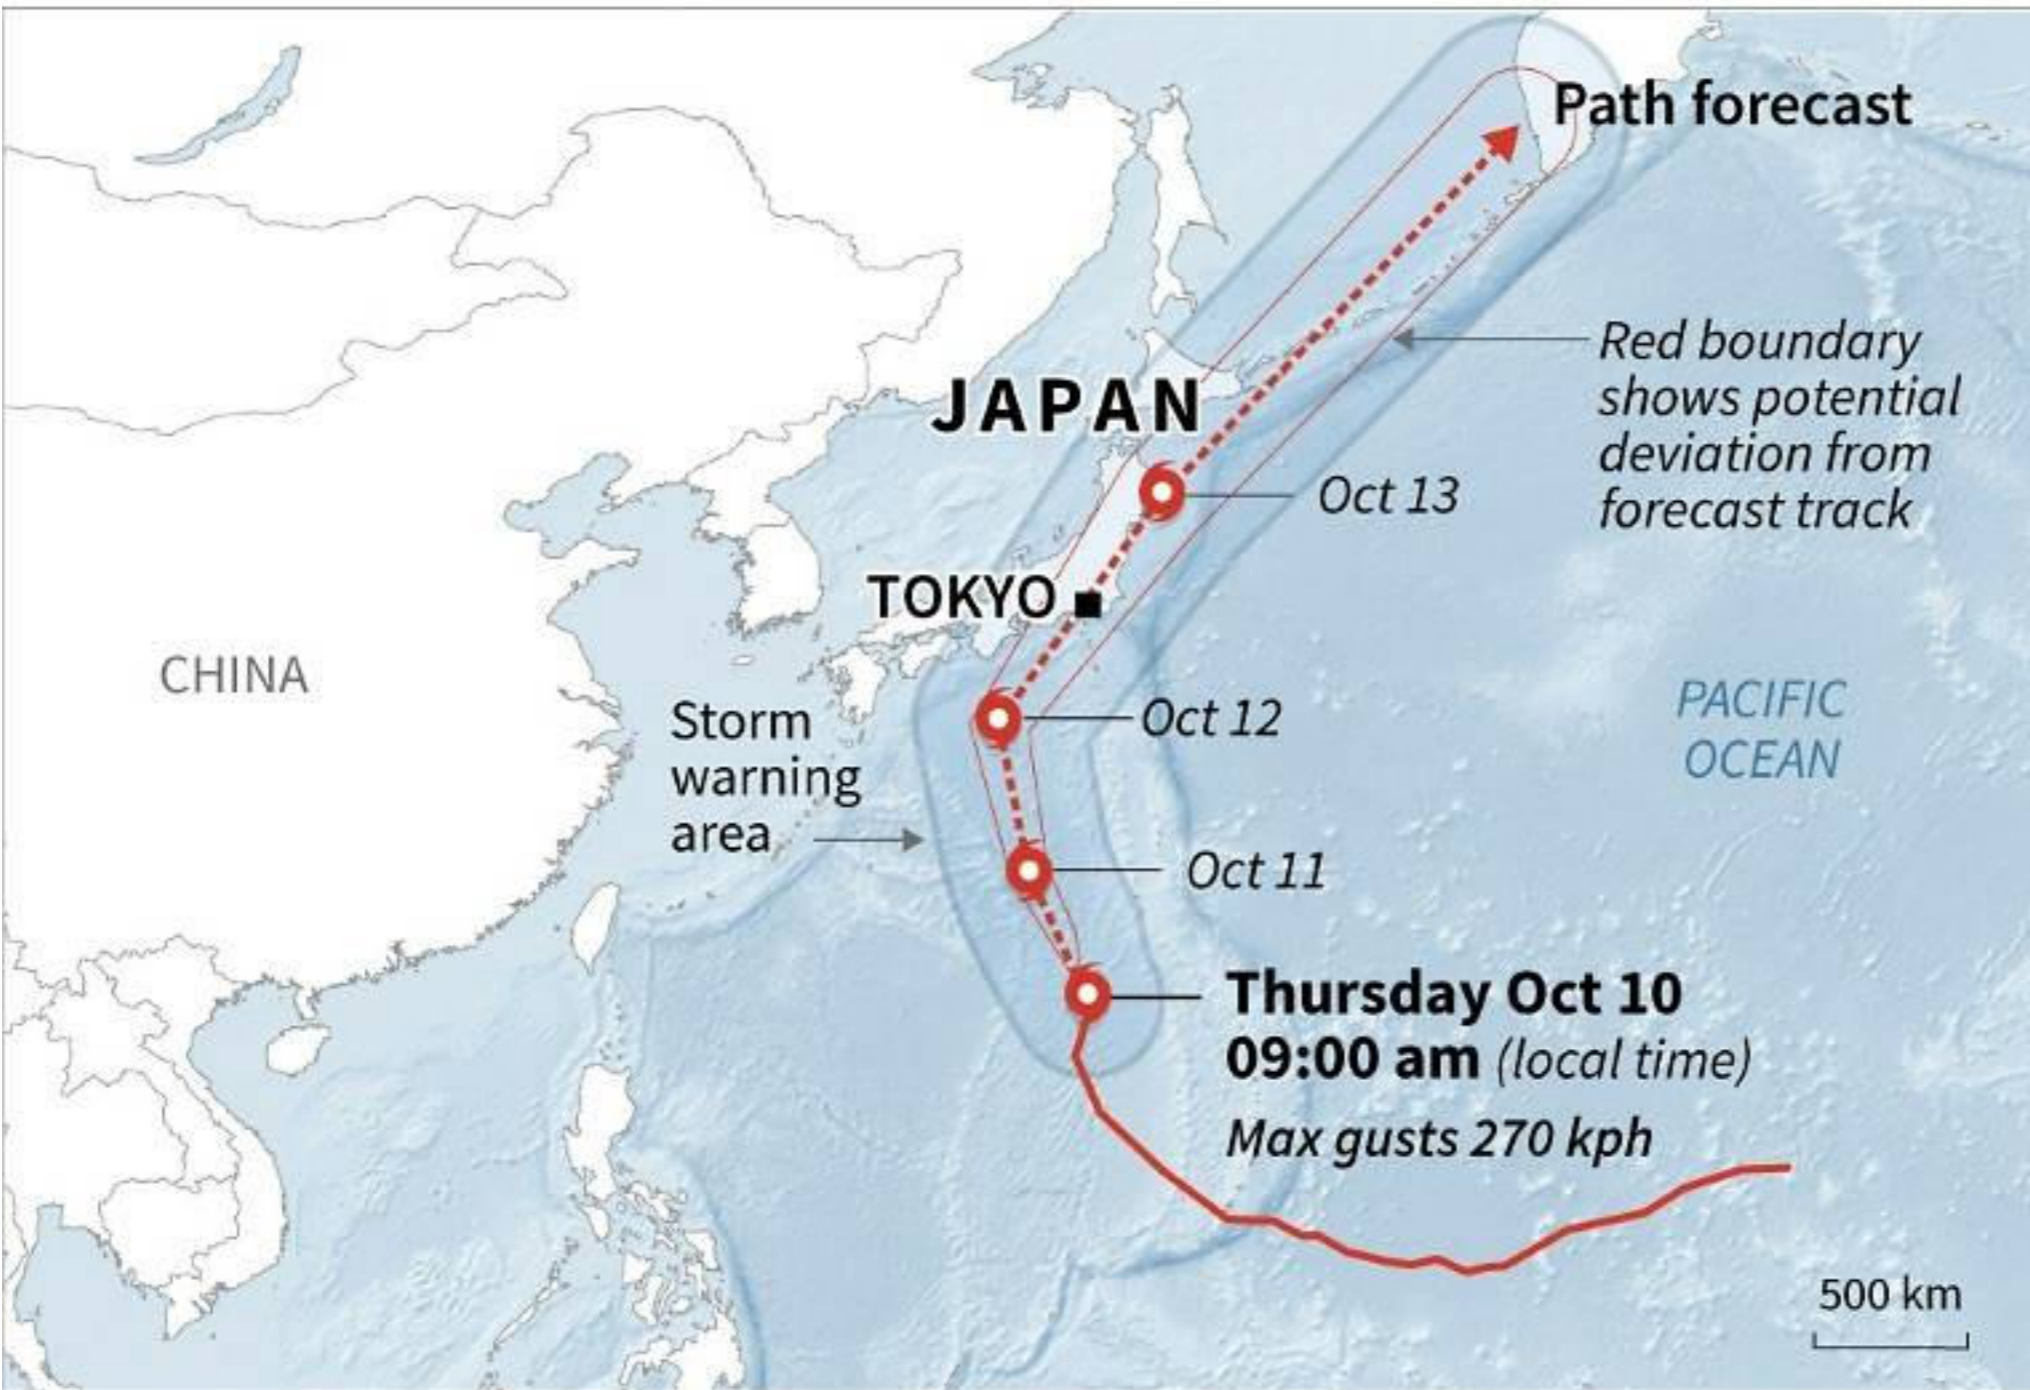 Path forecast
Red boundary
shows potential
deviation from
forecast track
JAPAN
Oct 13
TOKYO
CHINA
Storm
warning
area
Oct 12
PACIFIC
OCEAN
Oct 11
Thursday Oct 10
09:00 am (local time)
Max gusts 270 kph
500 km